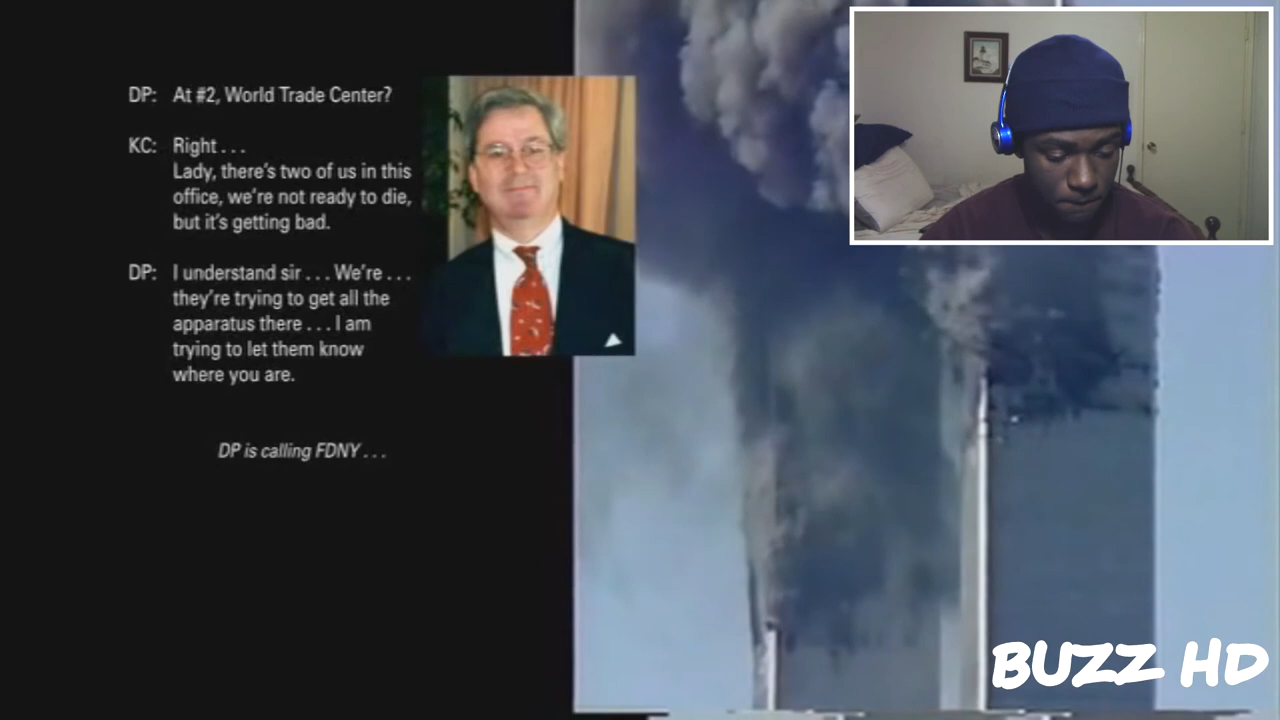 DP: At #2, World Trade Center?
KC: Right . . .
Lady, there's two of us in this
office, we're not ready to die,
but it's getting bad.
DP: I understand sir . . . We're . . .
they're trying to get all the
apparatus there . . . I am
trying to let them know
where you are.
DP is calling FDNY . . .
BUZZ HD